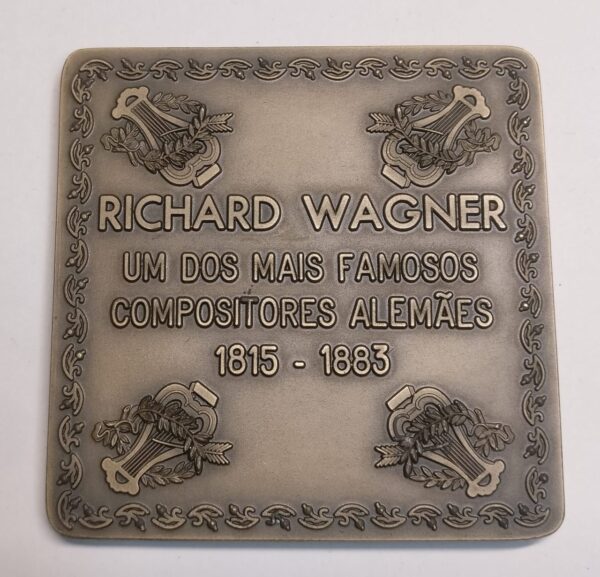 RICHARD WAGNER
UM DOS MAIS FAMOSOS
COMPOSITORES ALEMÃES
1815 - 1883